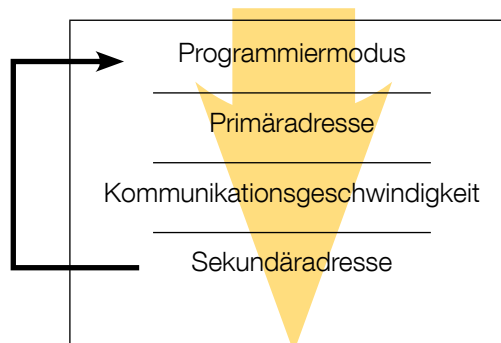 Programmiermodus
Primäradresse
Kommunikationsgeschwindigkeit
Sekundäradresse